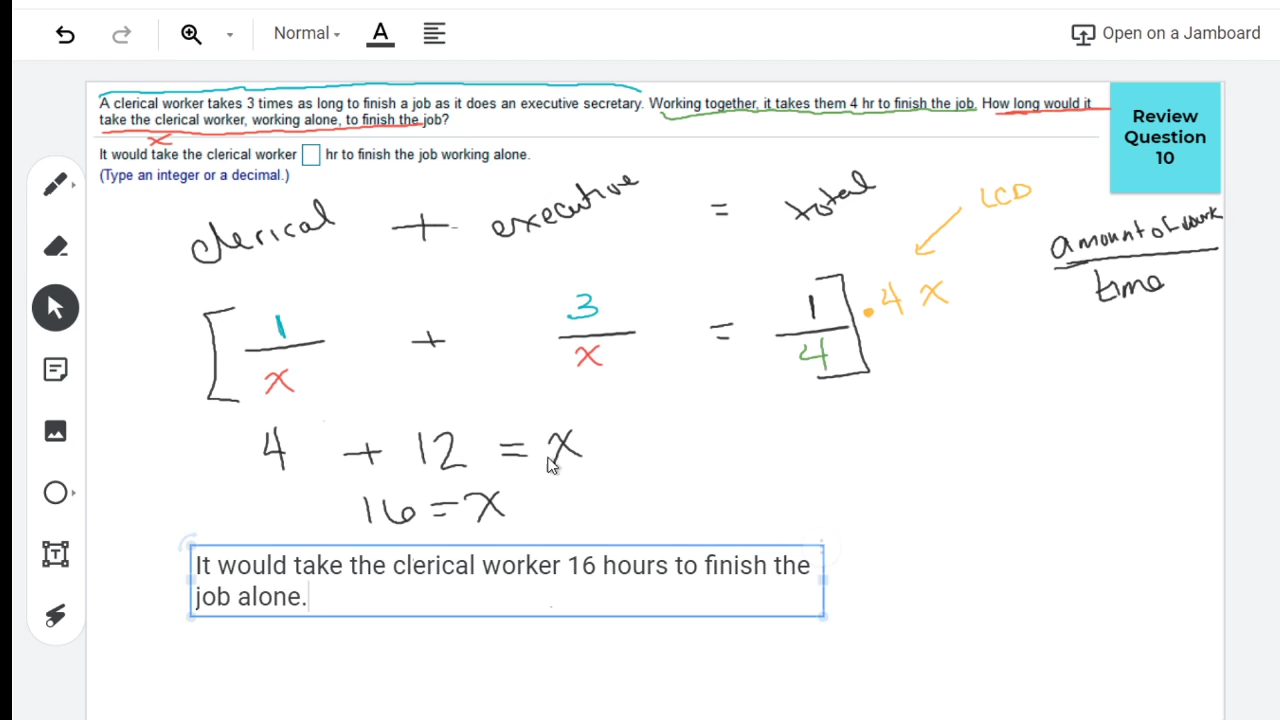 Normal
A
Open on a Jamboard
A clerical worker takes 3 times as long to finish a job as it does an executive secretary. Working together, it takes them 4 hr to finish the job. How long would it
take the clerical worker, working alone, to finish the job?
x
It would take the clerical worker hr to finish the job working alone.
(Type an integer or a decimal.)
Review
Question
10
clerical + executive = total
LCD
amount of work
time
[1/x + 3/x = 1/4] · 4x
4 + 12 = x
16 = x
It would take the clerical worker 16 hours to finish the
job alone.
T